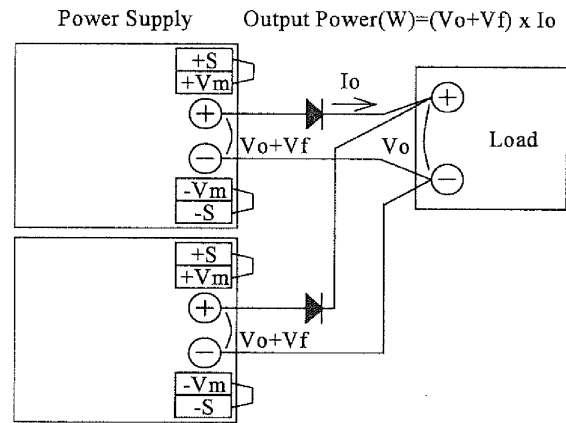 Power Supply
Output Power(W)=(Vo+Vf) x Io
+S
+Vm
+
Vo+Vf
−
-Vm
-S
Io
+
Vo
Load
−
+S
+Vm
+
Vo+Vf
−
-Vm
-S